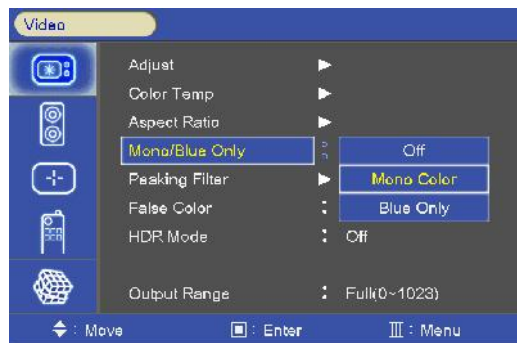 Video
Adjust ▶
Color Temp ▶
Aspect Ratio ▶
Mono/Blue Only : Off
Peaking Filter ▶ Mono Color
False Color : Blue Only
HDR Mode : Off
Output Range : Full(0~1023)
: Move : Enter : Menu